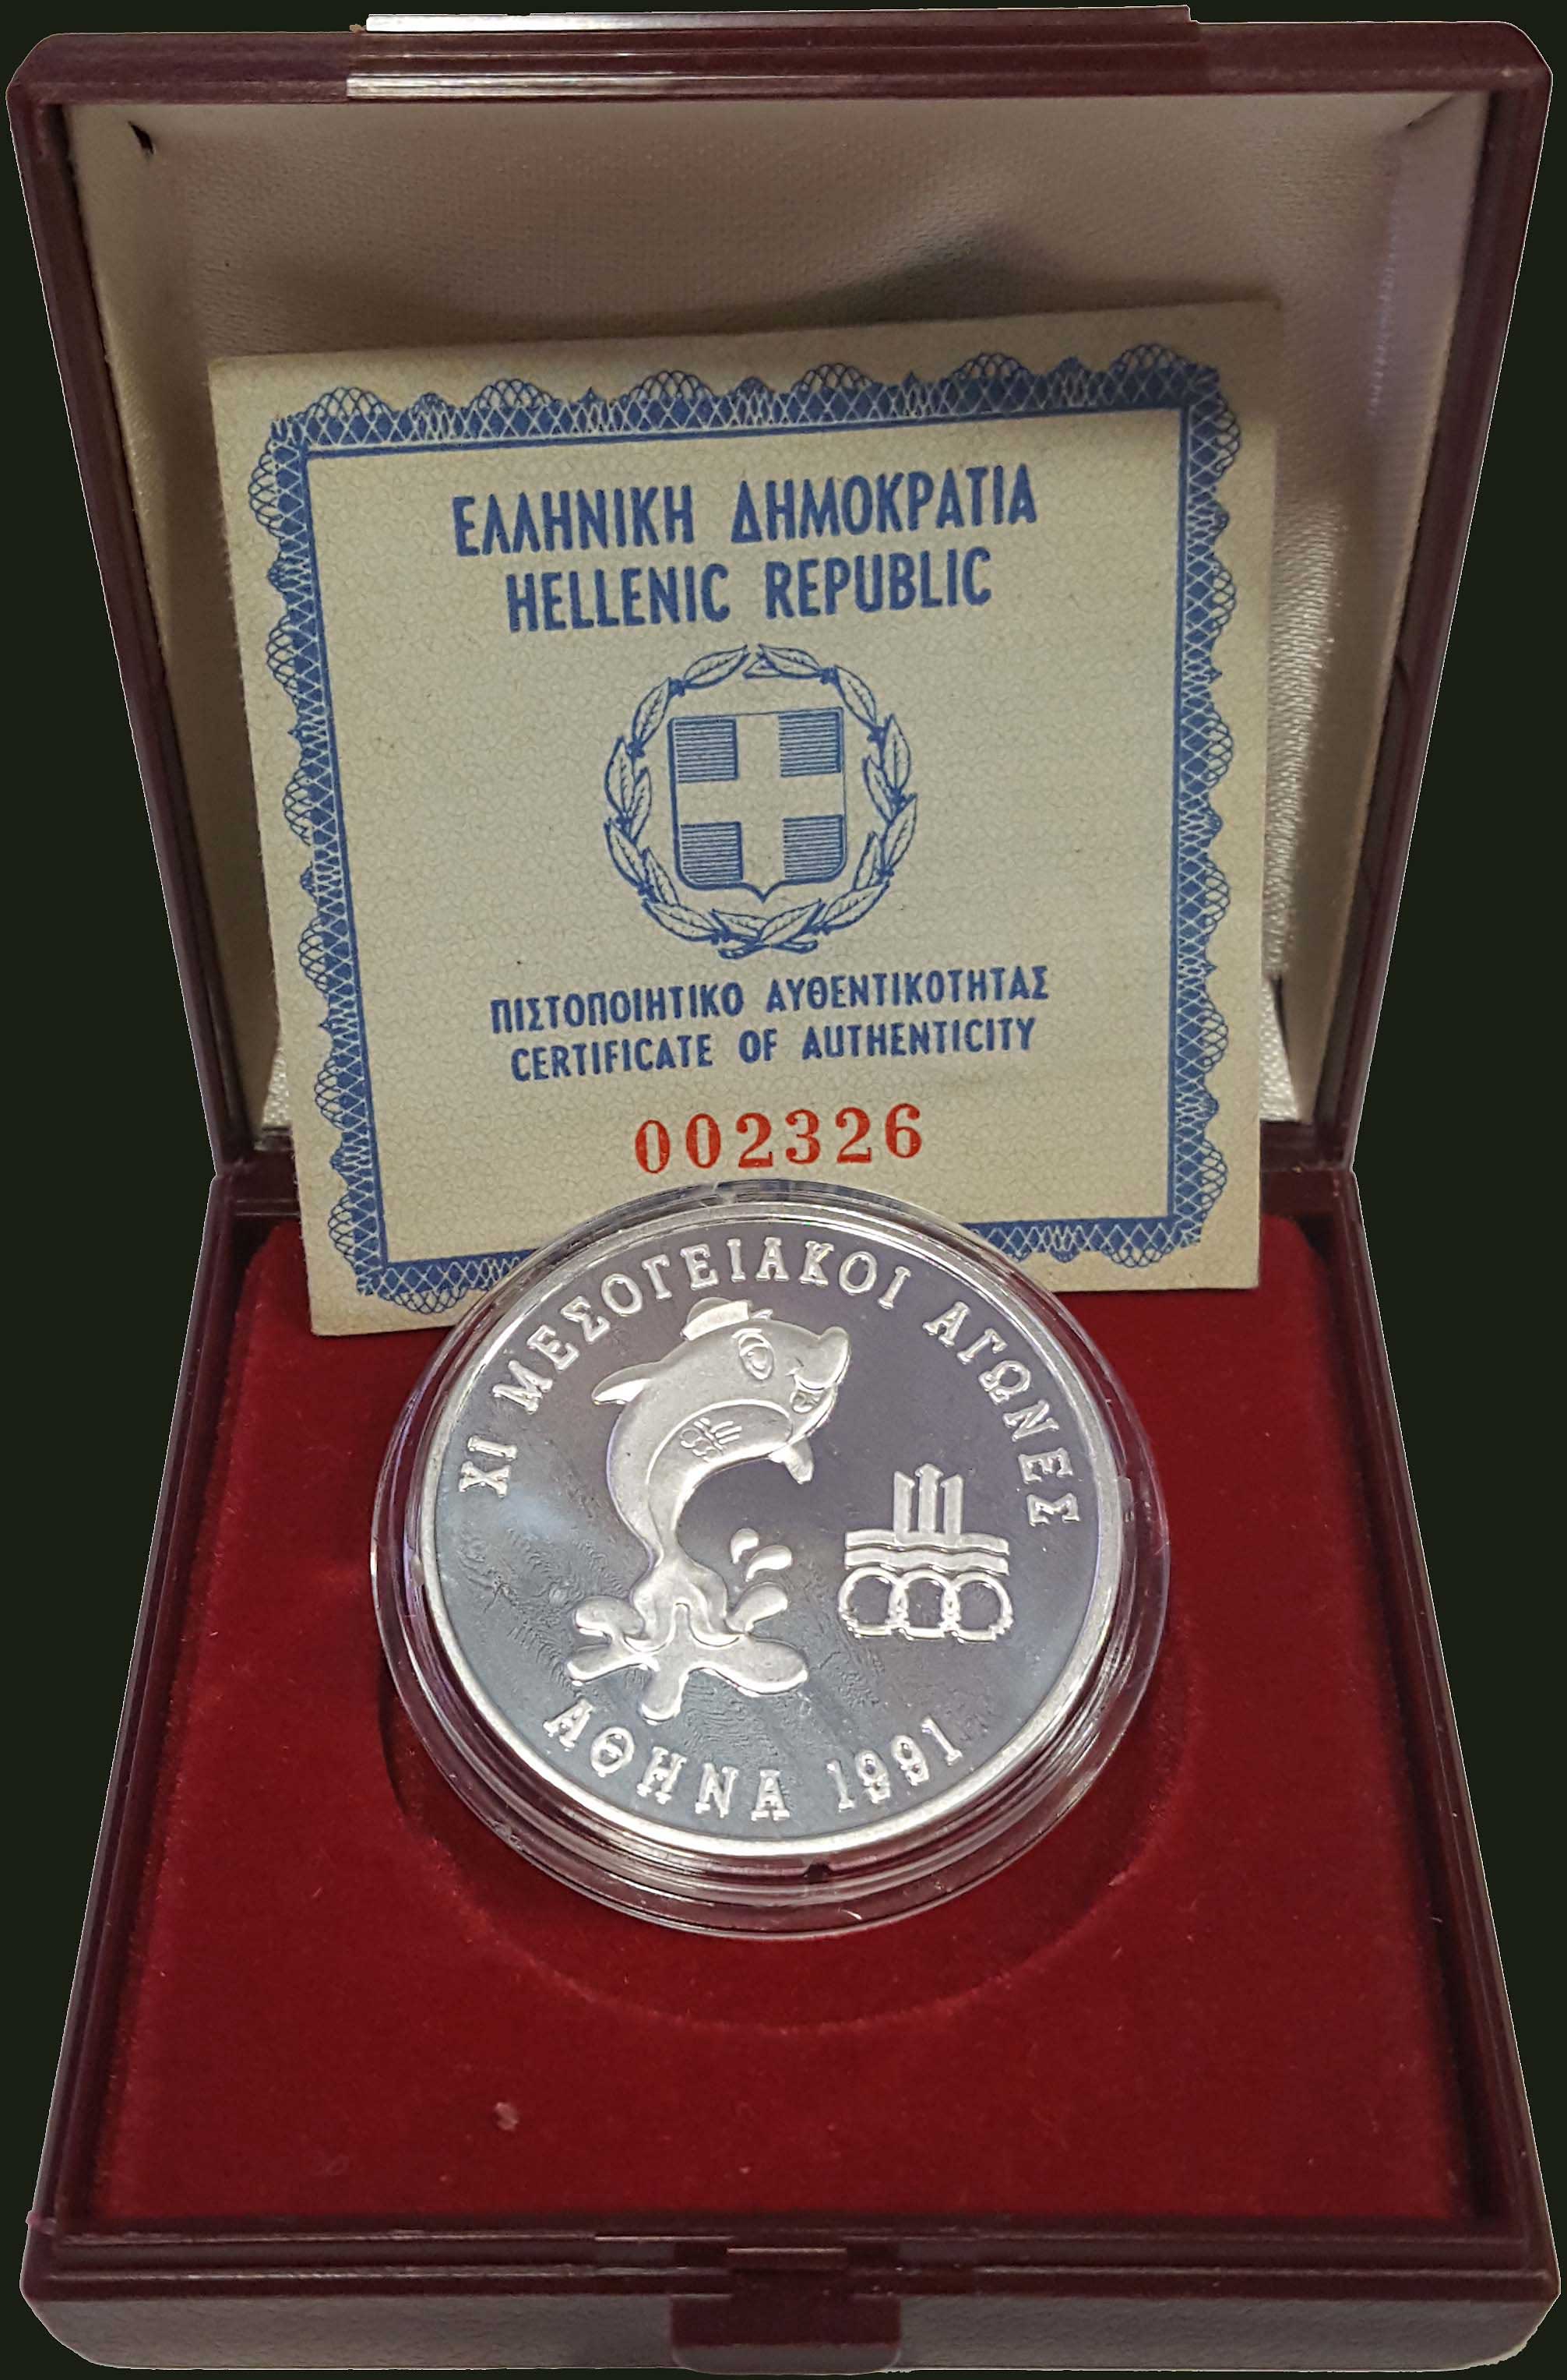 ΕΛΛΗΝΙΚΗ ΔΗΜΟΚΡΑΤΙΑ
HELLENIC REPUBLIC
ΠΙΣΤΟΠΟΙΗΤΙΚΟ ΑΥΘΕΝΤΙΚΟΤΗΤΑΣ
CERTIFICATE OF AUTHENTICITY
002326
XI ΜΕΣΟΓΕΙΑΚΟΙ ΑΓΩΝΕΣ
ΑΘΗΝΑ 1991